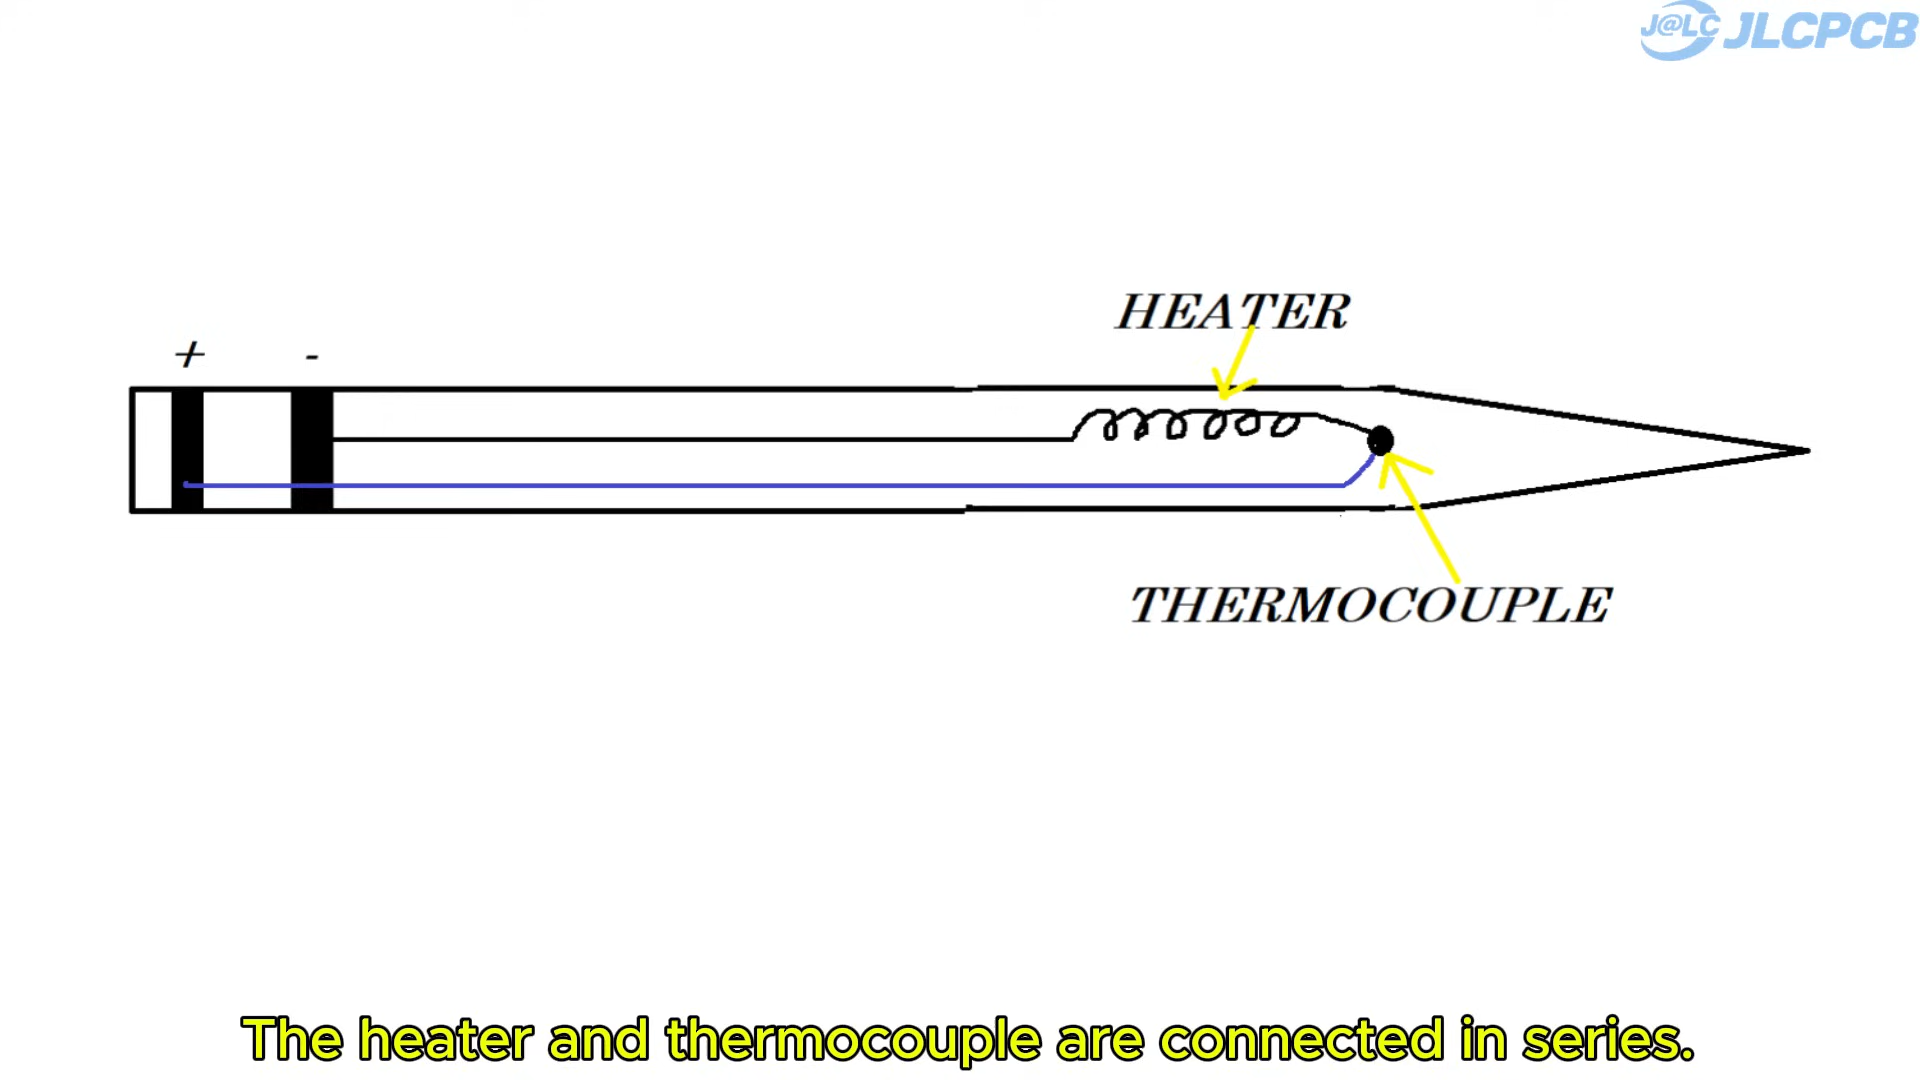 J@LC JLCPCB
HEATER
+ -
THERMOCOUPLE
The heater and thermocouple are connected in series.